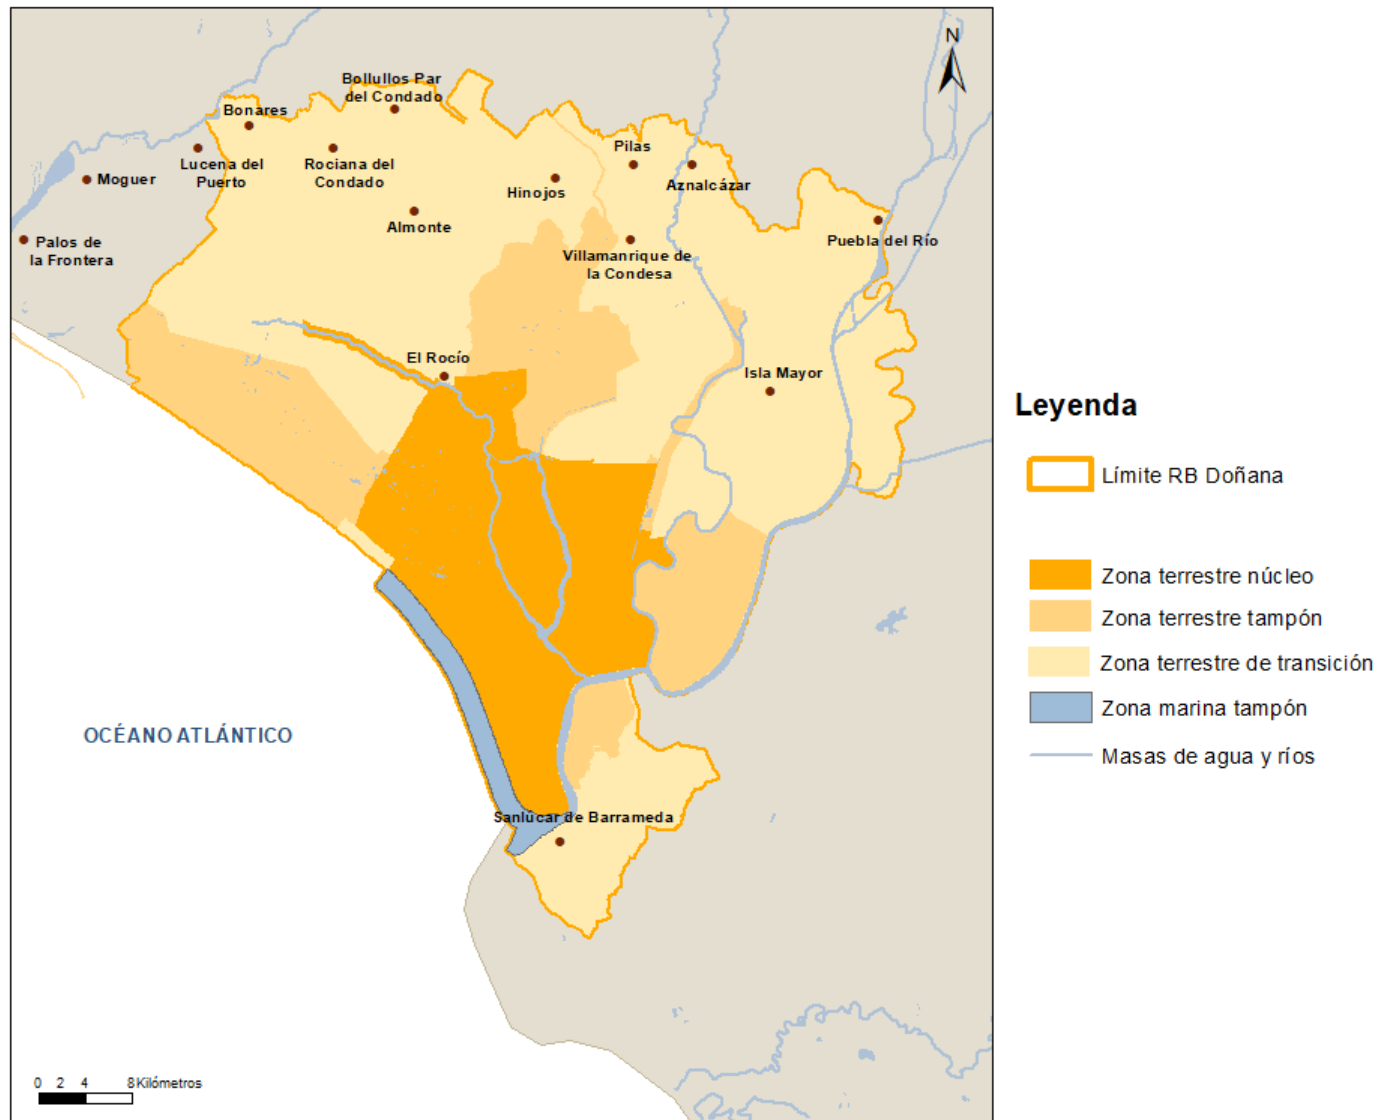 N
Bollullos Par
del Condado
Bonares
Pilas
Lucena del
Puerto
Rociana del
Condado
Moguer
Hinojos
Aznalcázar
Almonte
Palos de
la Frontera
Villamanrique de
la Condesa
Puebla del Río
El Rocío
Isla Mayor
OCÉANO ATLÁNTICO
Sanlúcar de Barrameda
0 2 4 8 Kilómetros
Leyenda
Límite RB Doñana
Zona terrestre núcleo
Zona terrestre tampón
Zona terrestre de transición
Zona marina tampón
Masas de agua y ríos